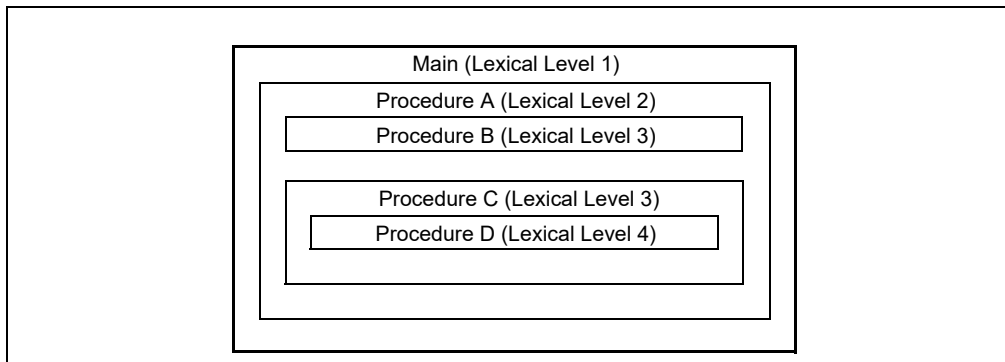 Main (Lexical Level 1)
Procedure A (Lexical Level 2)
Procedure B (Lexical Level 3)
Procedure C (Lexical Level 3)
Procedure D (Lexical Level 4)